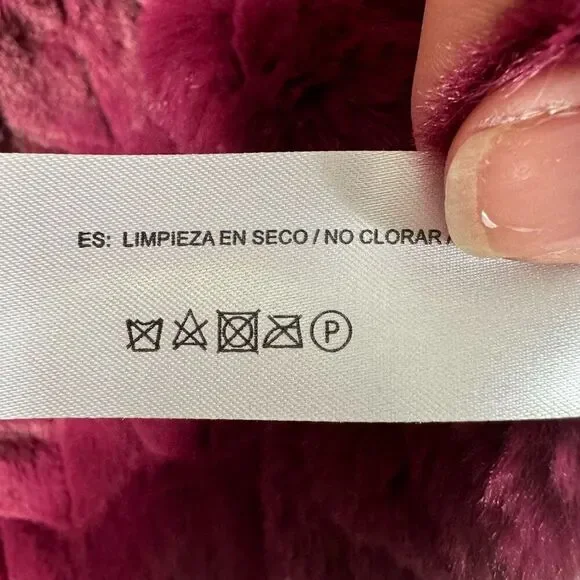 ES: LIMPIEZA EN SECO / NO CLORAR
P